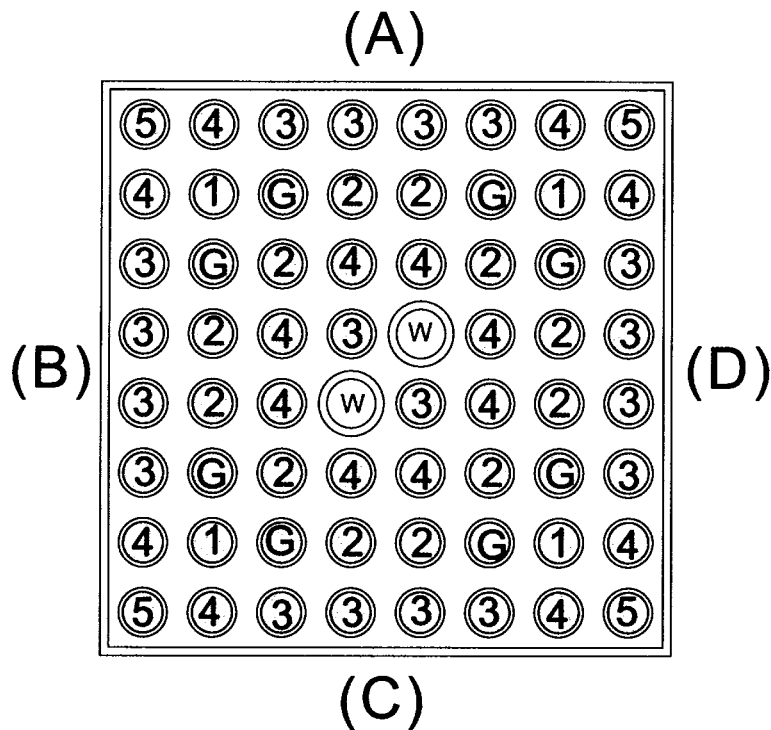 (A)
5 4 3 3 3 3 4 5
4 1 G 2 2 G 1 4
3 G 2 4 4 2 G 3
3 2 4 3 W 4 2 3
(B) (D)
3 2 4 W 3 4 2 3
3 G 2 4 4 2 G 3
4 1 G 2 2 G 1 4
5 4 3 3 3 3 4 5
(C)